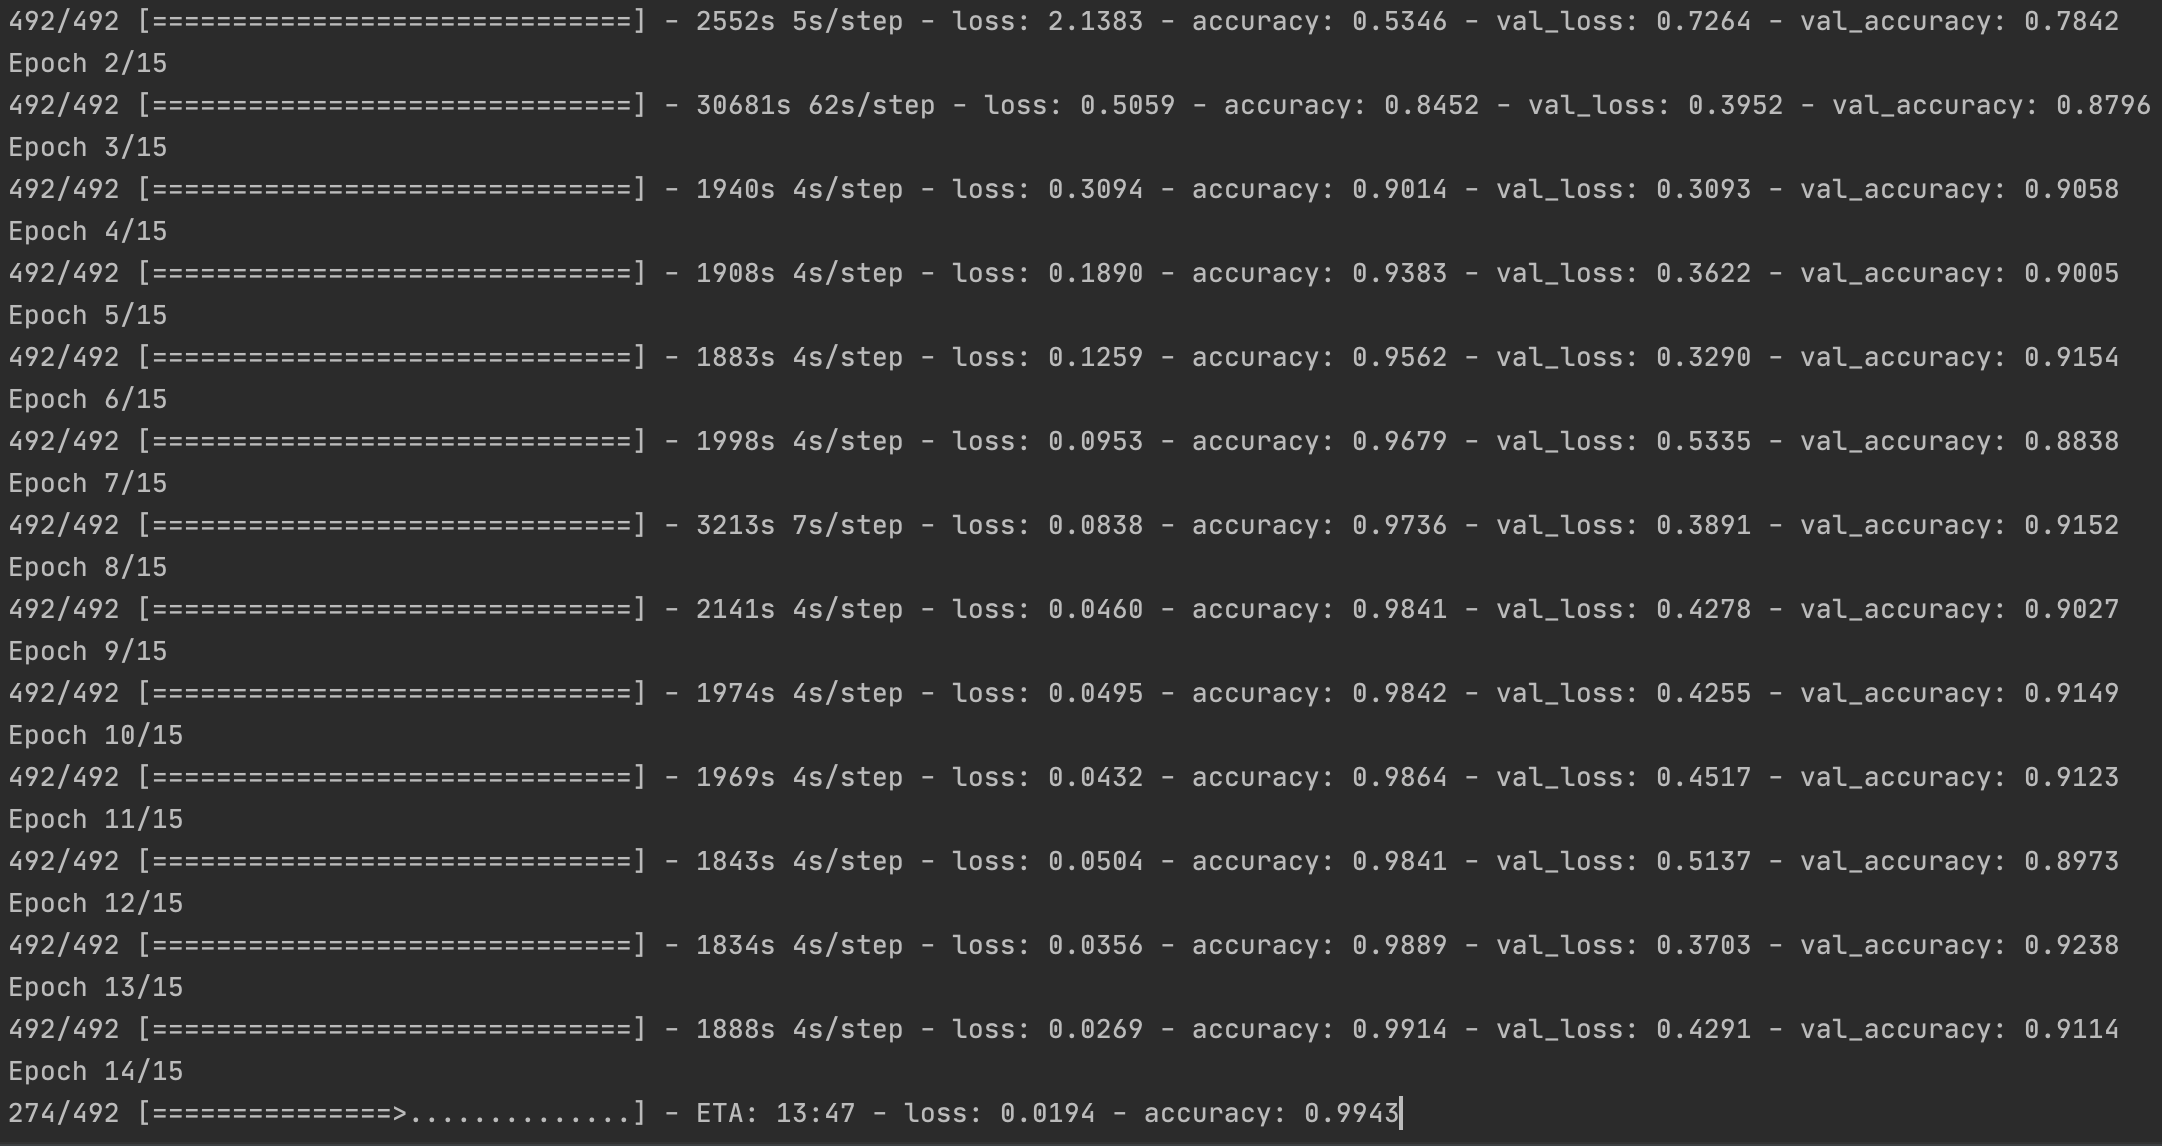 492/492 [==============================] - 2552s 5s/step - loss: 2.1383 - accuracy: 0.5346 - val_loss: 0.7264 - val_accuracy: 0.7842
Epoch 2/15
492/492 [==============================] - 30681s 62s/step - loss: 0.5059 - accuracy: 0.8452 - val_loss: 0.3952 - val_accuracy: 0.8796
Epoch 3/15
492/492 [==============================] - 1940s 4s/step - loss: 0.3094 - accuracy: 0.9014 - val_loss: 0.3093 - val_accuracy: 0.9058
Epoch 4/15
492/492 [==============================] - 1908s 4s/step - loss: 0.1890 - accuracy: 0.9383 - val_loss: 0.3622 - val_accuracy: 0.9005
Epoch 5/15
492/492 [==============================] - 1883s 4s/step - loss: 0.1259 - accuracy: 0.9562 - val_loss: 0.3290 - val_accuracy: 0.9154
Epoch 6/15
492/492 [==============================] - 1998s 4s/step - loss: 0.0953 - accuracy: 0.9679 - val_loss: 0.5335 - val_accuracy: 0.8838
Epoch 7/15
492/492 [==============================] - 3213s 7s/step - loss: 0.0838 - accuracy: 0.9736 - val_loss: 0.3891 - val_accuracy: 0.9152
Epoch 8/15
492/492 [==============================] - 2141s 4s/step - loss: 0.0460 - accuracy: 0.9841 - val_loss: 0.4278 - val_accuracy: 0.9027
Epoch 9/15
492/492 [==============================] - 1974s 4s/step - loss: 0.0495 - accuracy: 0.9842 - val_loss: 0.4255 - val_accuracy: 0.9149
Epoch 10/15
492/492 [==============================] - 1969s 4s/step - loss: 0.0432 - accuracy: 0.9864 - val_loss: 0.4517 - val_accuracy: 0.9123
Epoch 11/15
492/492 [==============================] - 1843s 4s/step - loss: 0.0504 - accuracy: 0.9841 - val_loss: 0.5137 - val_accuracy: 0.8973
Epoch 12/15
492/492 [==============================] - 1834s 4s/step - loss: 0.0356 - accuracy: 0.9889 - val_loss: 0.3703 - val_accuracy: 0.9238
Epoch 13/15
492/492 [==============================] - 1888s 4s/step - loss: 0.0269 - accuracy: 0.9914 - val_loss: 0.4291 - val_accuracy: 0.9114
Epoch 14/15
274/492 [===============>..............] - ETA: 13:47 - loss: 0.0194 - accuracy: 0.9943